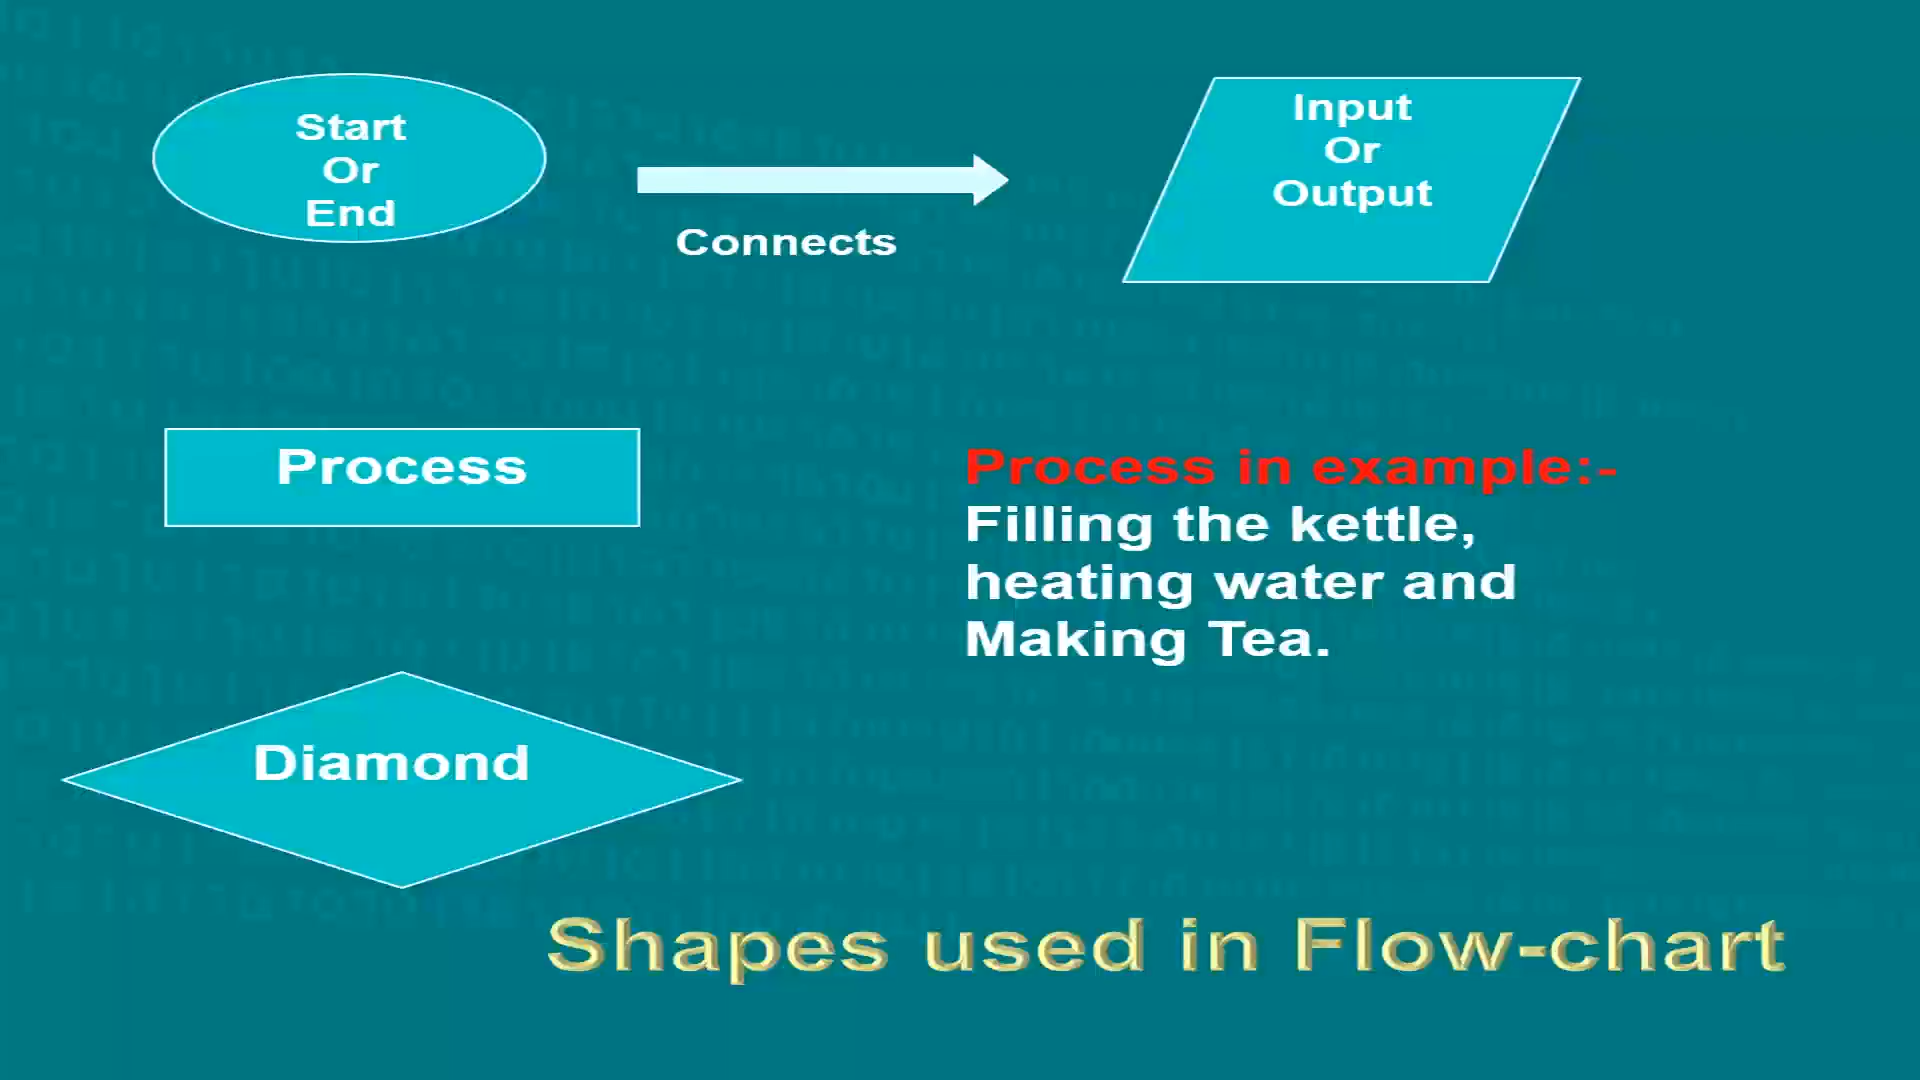 Start
Or
End
Connects
Input
Or
Output
Process
Process in example:-
Filling the kettle,
heating water and
Making Tea.
Diamond
Shapes used in Flow-chart